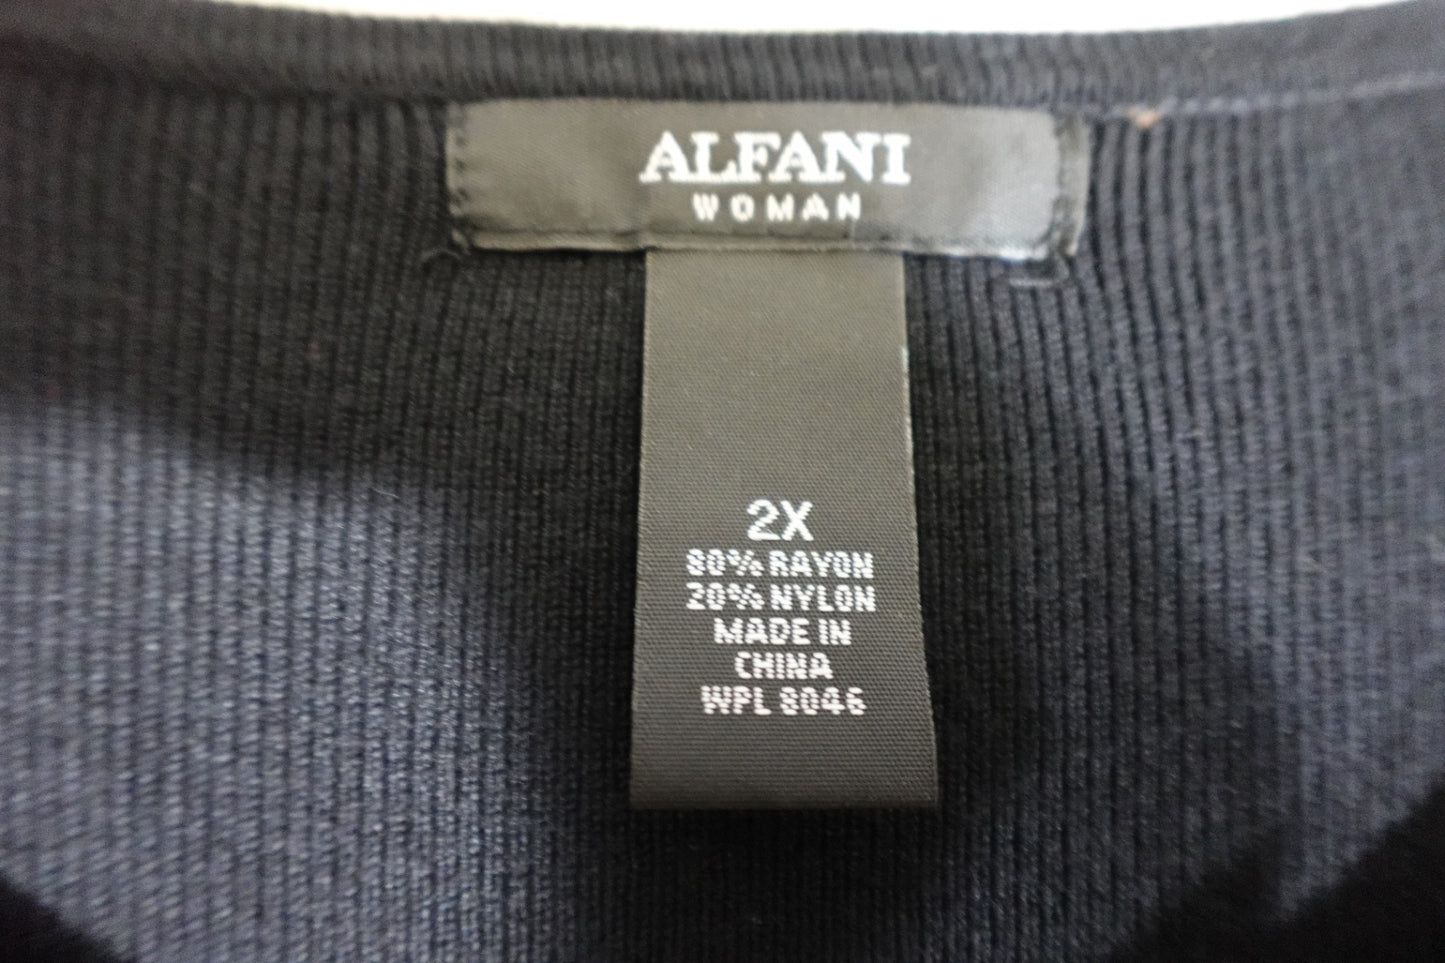 ALFANI
WOMAN
2X
80% RAYON
20% NYLON
MADE IN
CHINA
WPL 8046